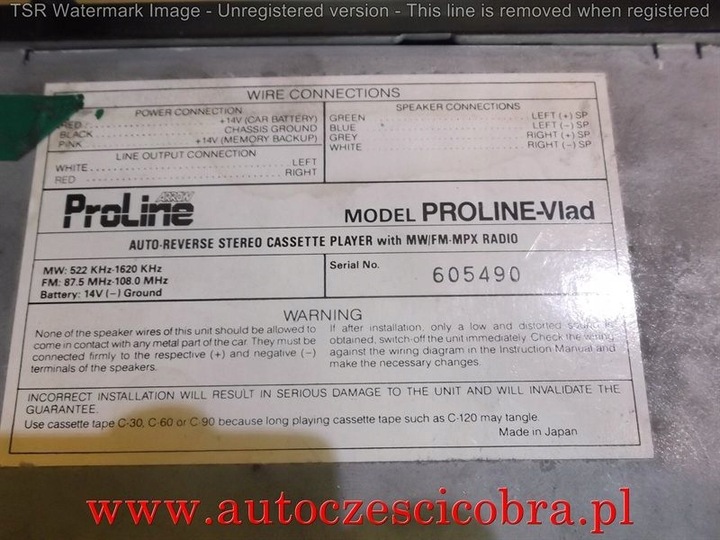 TSR Watermark Image - Unregistered version - This line is removed when registered
WIRE CONNECTIONS
POWER CONNECTION
RED: +14V (CAR BATTERY)
BLACK CHASSIS GROUND
PINK +14V (MEMORY BACKUP)
LINE OUTPUT CONNECTION
WHITE LEFT
RED RIGHT
SPEAKER CONNECTIONS
GREEN LEFT (+) SP
BLUE LEFT (−) SP
GREY RIGHT (+) SP
WHITE RIGHT (−) SP
ARROW
ProLine
MODEL PROLINE-Vlad
AUTO-REVERSE STEREO CASSETTE PLAYER with MW/FM-MPX RADIO
MW: 522 KHz-1620 KHz
FM: 87.5 MHz-108.0 MHz
Battery: 14V (−) Ground
Serial No. 605490
WARNING
None of the speaker wires of this unit should be allowed to
come in contact with any metal part of the car. They must be
connected firmly to the respective (+) and negative (−)
terminals of the speakers.
If after installation, only a low and distorted sound is
obtained, switch-off the unit immediately. Check the wiring
against the wiring diagram in the Instruction Manual and
make the necessary changes.
INCORRECT INSTALLATION WILL RESULT IN SERIOUS DAMAGE TO THE UNIT AND WILL INVALIDATE THE
GUARANTEE.
Use cassette tape C-30, C-60 or C-90 because long playing cassette tape such as C-120 may tangle.
Made in Japan
www.autoczescicobra.pl